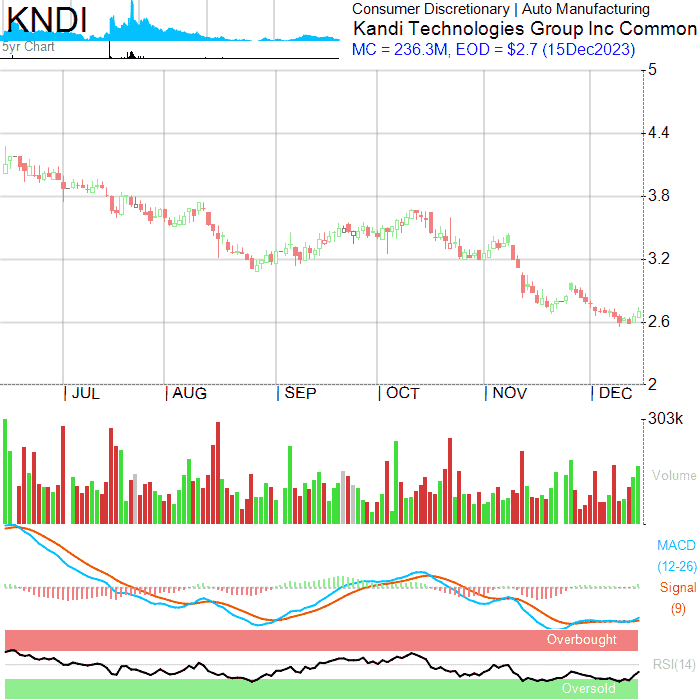 KNDI
5yr Chart
Consumer Discretionary | Auto Manufacturing
Kandi Technologies Group Inc Common
MC = 236.3M, EOD = $2.7 (15Dec2023)
5
4.4
3.8
3.2
2.6
2
JUL AUG SEP OCT NOV DEC
303k
Volume
MACD
(12-26)
Signal
(9)
Overbought
RSI(14)
Oversold